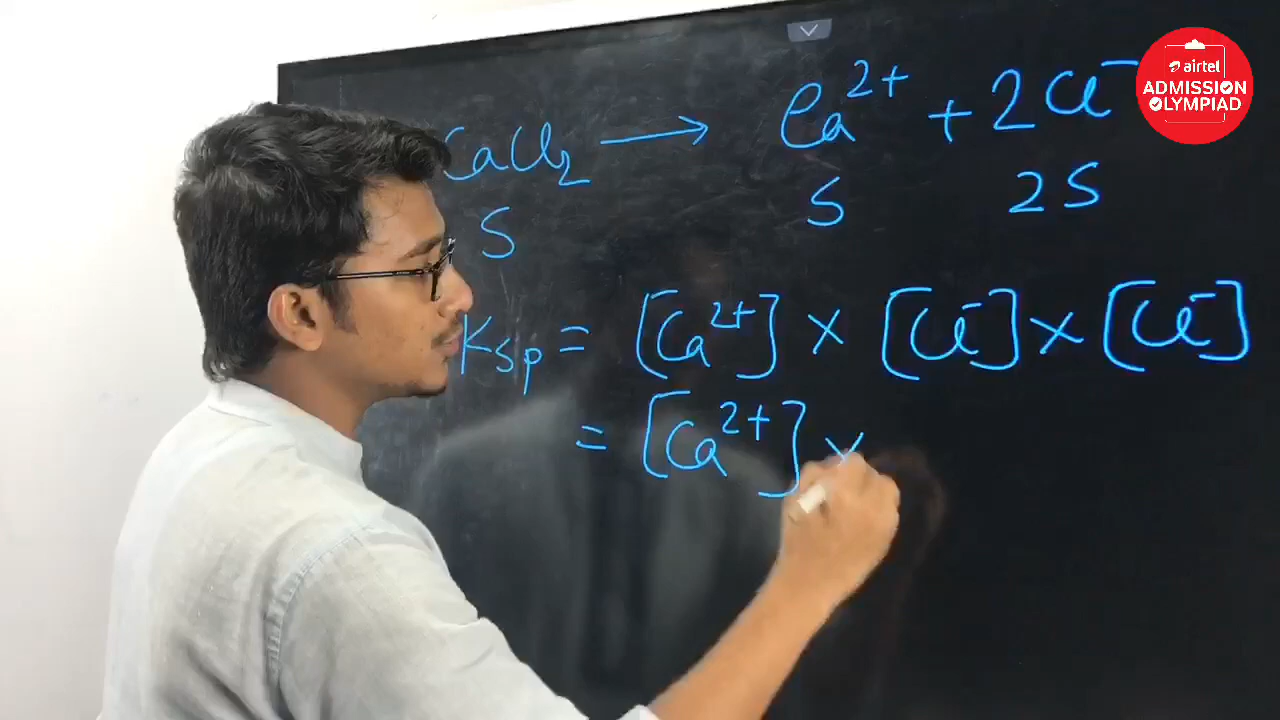 airtel
ADMISSION
OLYMPIAD
CaCl₂ → Ca²⁺ + 2Cl⁻
S S 2S
Ksp = [Ca²⁺] × [Cl⁻] × [Cl⁻]
= [Ca²⁺] ×